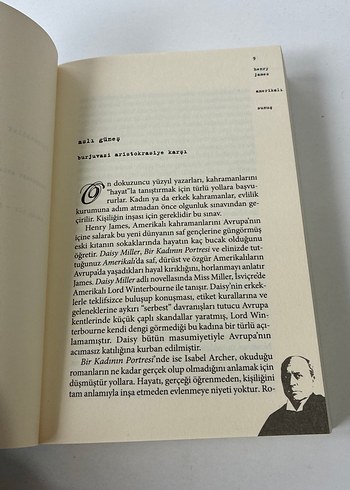 9
henry
james
amerikalı
sunuş
aslı güneş
burjuvazi aristokrasiye karşı
On dokuzuncu yüzyıl yazarları, kahramanlarını
"hayat"la tanıştırmak için türlü yollara başvu-
rurlar. Kadın ya da erkek kahramanlar, evlilik
kurumuna adım atmadan önce olgunluk sınavından ge-
çirilir. Kişiliğin inşası için gereklidir bu sınav.
Henry James, Amerikalı kahramanlarını Avrupa'nın
içine salarak bu yeni dünyanın saf gençlerine güngörmüş
eski kıtanın sokaklarında hayatın kaç bucak olduğunu
öğretir. Daisy Miller, Bir Kadının Portresi ve elinizde tut-
tuğunuz Amerikalı'da saf, dürüst ve özgür Amerikalıların
Avrupa'da yaşadıkları hayal kırıklığını, horlanmayı anlatır
James. Daisy Miller adlı novellasında Miss Miller, İsviçre'de
Amerikalı Lord Winterbourne ile tanışır. Daisy'nin erkek-
lerle teklifsizce buluşup konuşması, etiket kurallarına ve
geleneklerine aykırı "serbest" davranışları tutucu Avrupa
kentlerinde küçük çaplı skandallar yaratmış, Lord Win-
terbourne kendi dengi görmediği bu kadına bir türlü açı-
lamamıştır. Daisy bütün masumiyetiyle Avrupa'nın
acımasız katılığına kurban edilmiştir.
Bir Kadının Portresi'nde ise Isabel Archer, okuduğu
romanların ne kadar gerçek olup olmadığını anlamak için
düşmüştür yollara. Hayatı, gerçeği öğrenmeden, kişiliğini
tam anlamıyla inşa etmeden evlenmeye niyeti yoktur. Ro-